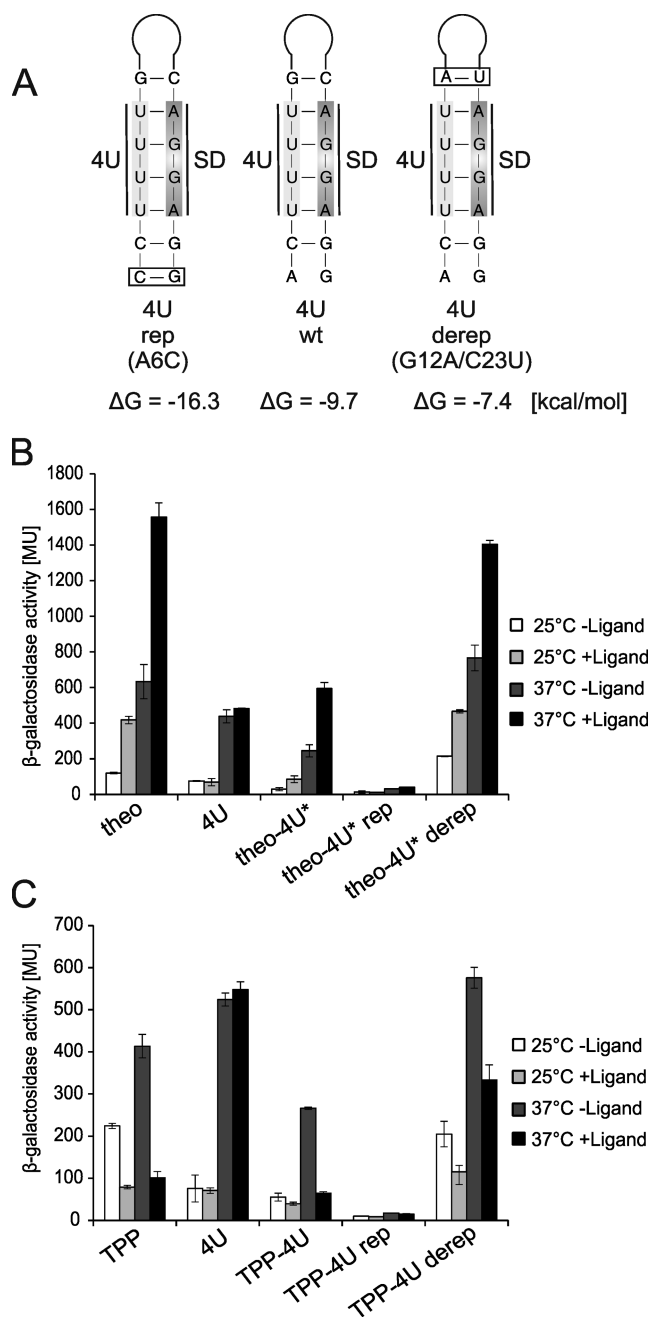 A
G C G C A U
U A U A U A
4U U G SD 4U U G SD 4U U G SD
U G U G U G
U A U A U A
C G C G C G
C G A G A G
4U 4U 4U
rep wt derep
(A6C) (G12A/C23U)
ΔG = -16.3 ΔG = -9.7 ΔG = -7.4 [kcal/mol]
B
β-galactosidase activity [MU]
1800
1600
1400
1200
1000
800
600
400
200
0
theo
4U
theo-4U*
theo-4U* rep
theo-4U* derep
25°C -Ligand
25°C +Ligand
37°C -Ligand
37°C +Ligand
C
β-galactosidase activity [MU]
700
600
500
400
300
200
100
0
TPP
4U
TPP-4U
TPP-4U rep
TPP-4U derep
25°C -Ligand
25°C +Ligand
37°C -Ligand
37°C +Ligand